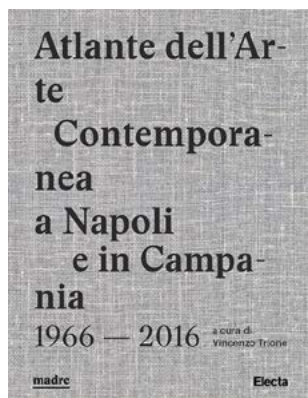 Atlante dell'Ar-
te
Contempora-
nea
a Napoli
e in Campa-
nia
1966 — 2016
a cura di
Vincenzo Trione
madre
Electa